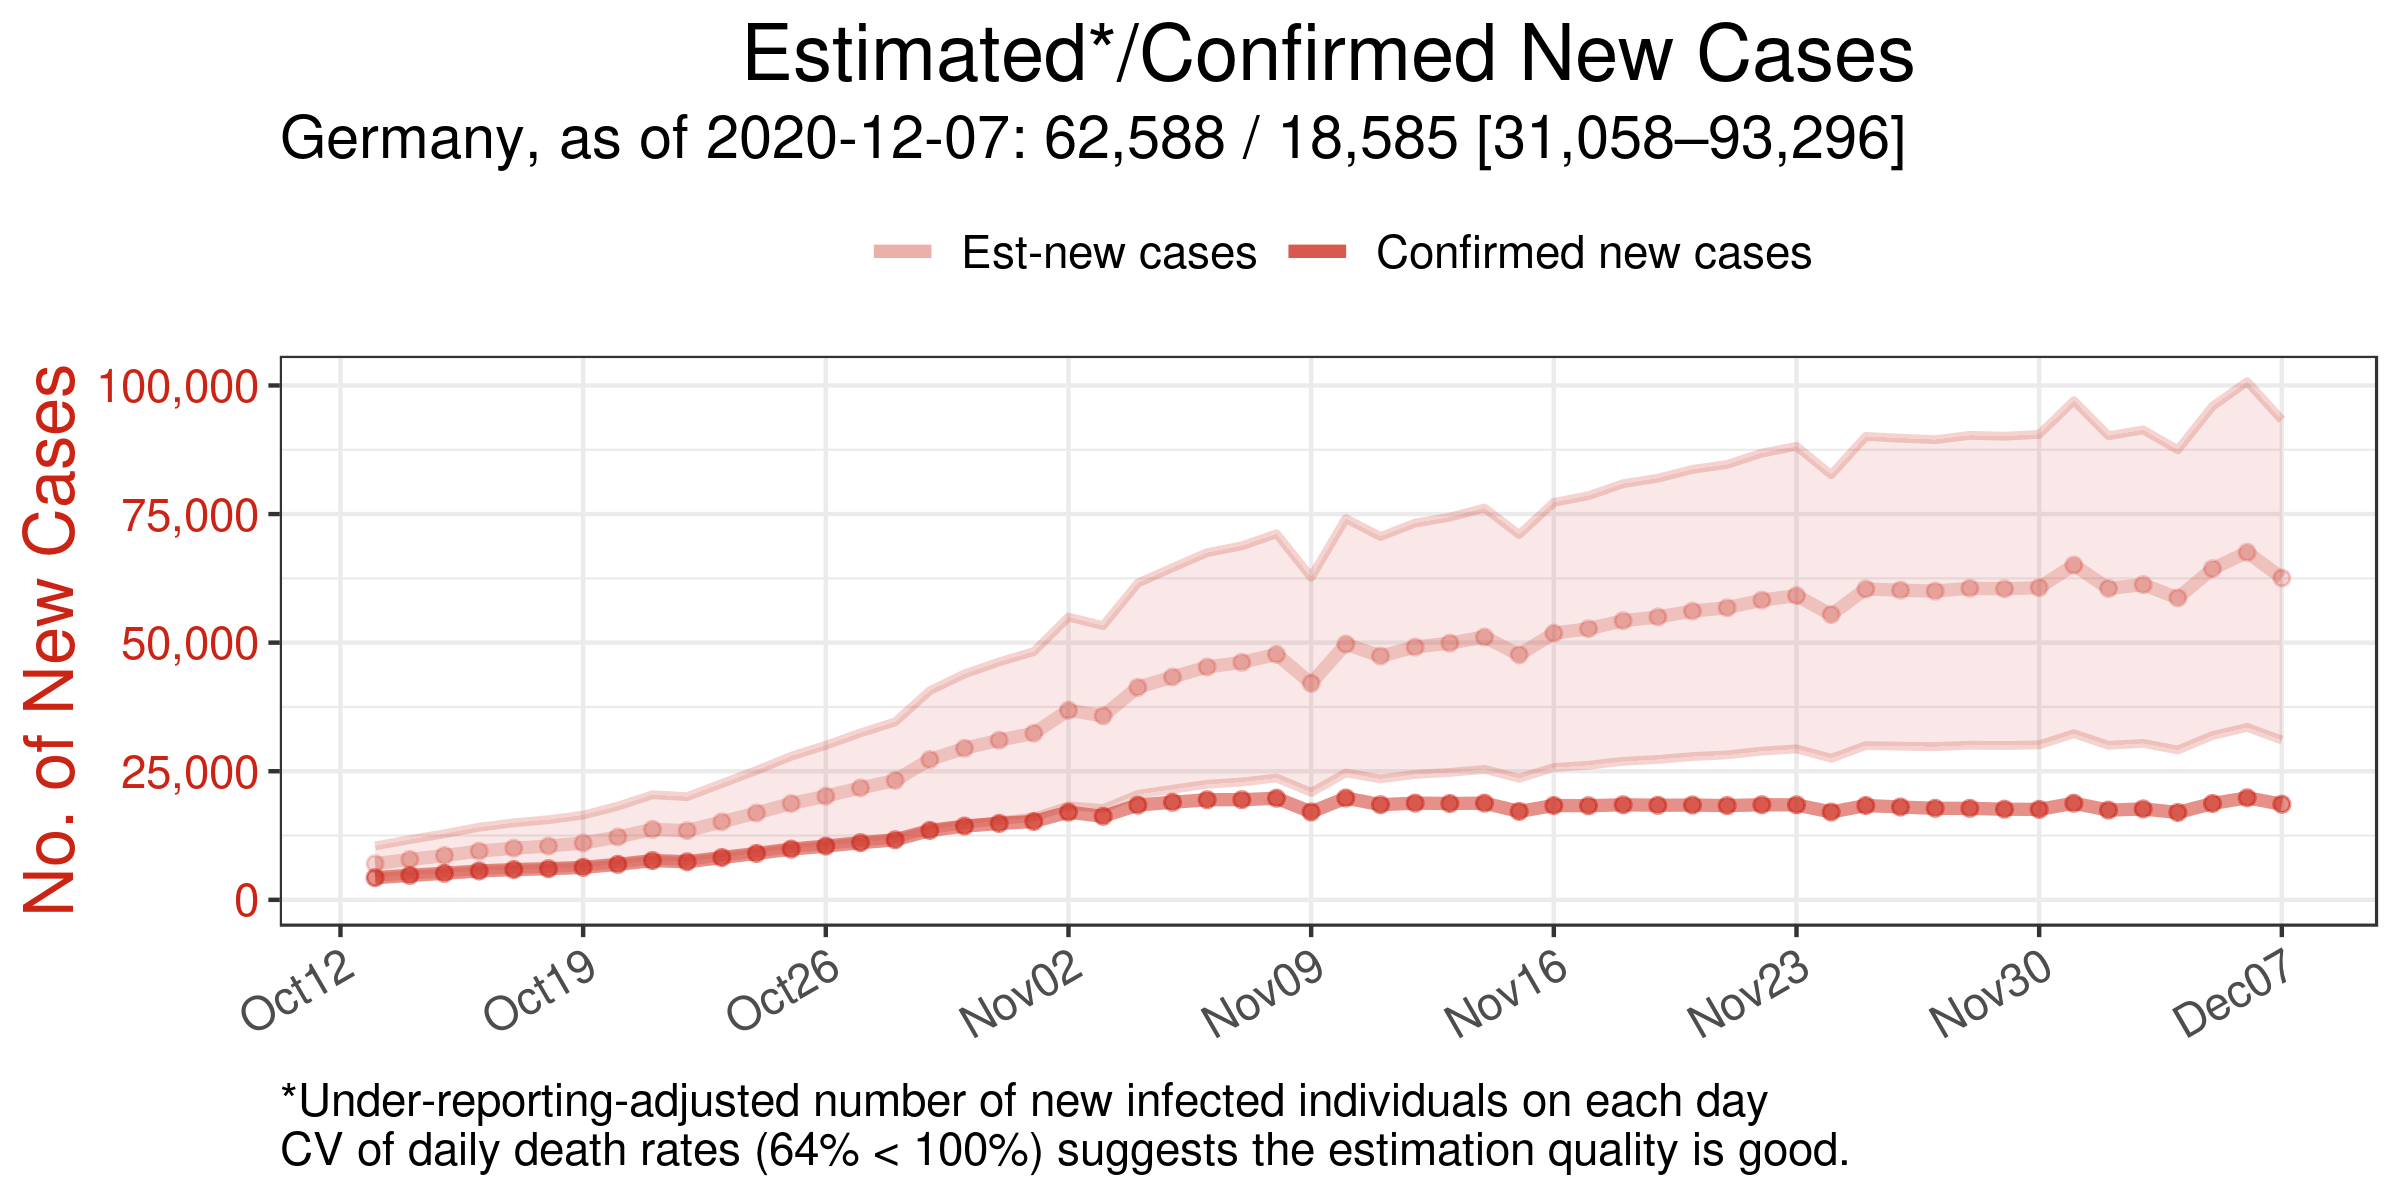 Estimated*/Confirmed New Cases
Germany, as of 2020-12-07: 62,588 / 18,585 [31,058–93,296]
Est-new cases
Confirmed new cases
No. of New Cases
100,000
75,000
50,000
25,000
0
Oct12
Oct19
Oct26
Nov02
Nov09
Nov16
Nov23
Nov30
Dec07
*Under-reporting-adjusted number of new infected individuals on each day
CV of daily death rates (64% < 100%) suggests the estimation quality is good.